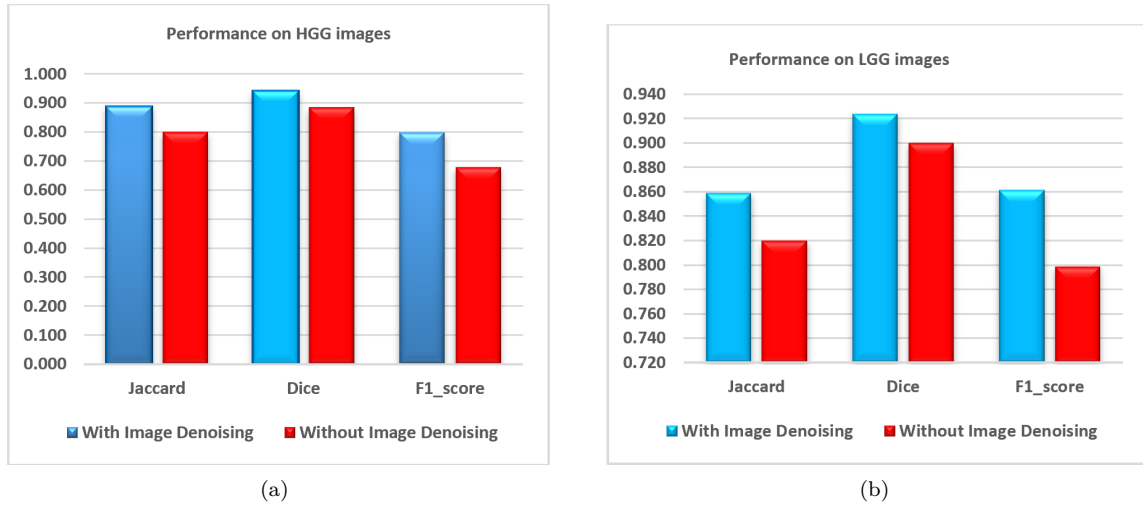 Performance on HGG images
1.000
0.900
0.800
0.700
0.600
0.500
0.400
0.300
0.200
0.100
0.000
Jaccard Dice F1_score
With Image Denoising Without Image Denoising
(a)
Performance on LGG images
0.940
0.920
0.900
0.880
0.860
0.840
0.820
0.800
0.780
0.760
0.740
0.720
Jaccard Dice F1_score
With Image Denoising Without Image Denoising
(b)